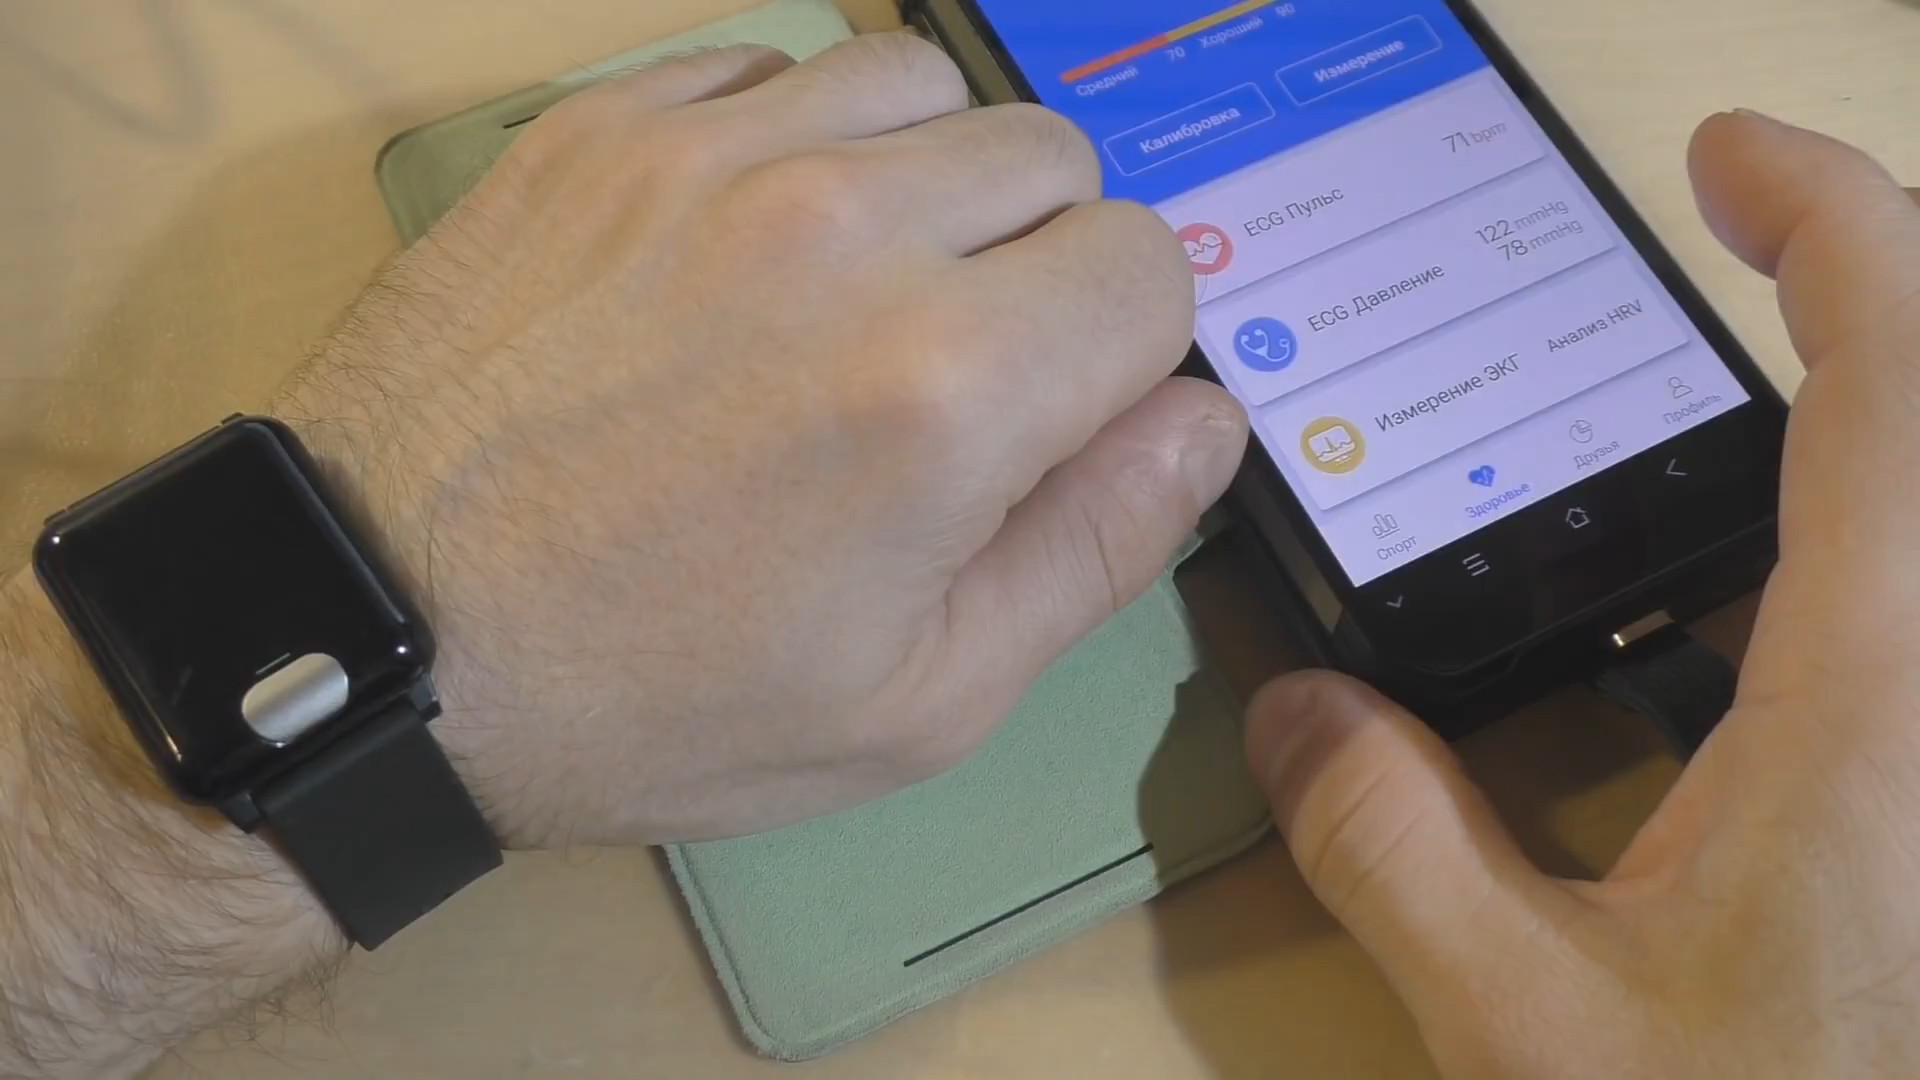 Средний 70 Хороший 90
Калибровка Измерение
ECG Пульс 71 bpm
ECG Давление 122 mmHg
78 mmHg
Измерение ЭКГ Анализ HRV
Спорт Здоровье Друзья Профиль